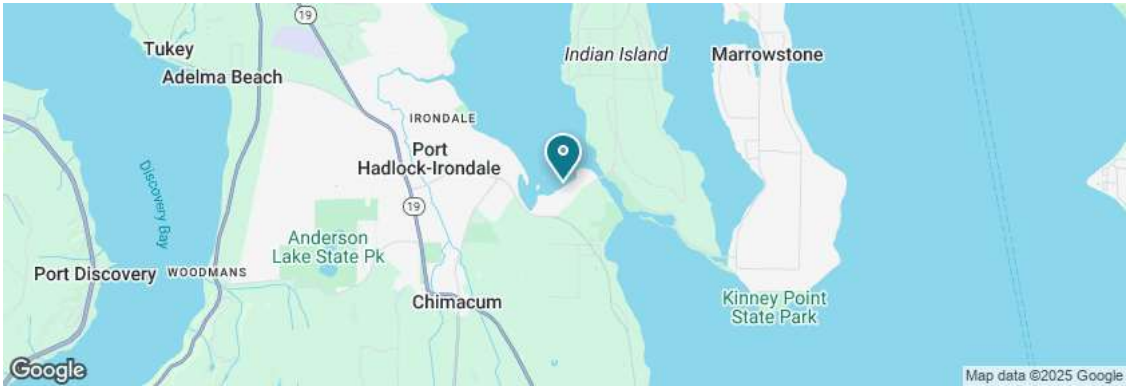 19
Tukey
Adelma Beach
Indian Island
Marrowstone
IRONDALE
Port
Hadlock-Irondale
Discovery Bay
19
Anderson
Lake State Pk
Port Discovery
WOODMANS
Chimacum
Kinney Point
State Park
Google
Map data ©2025 Google